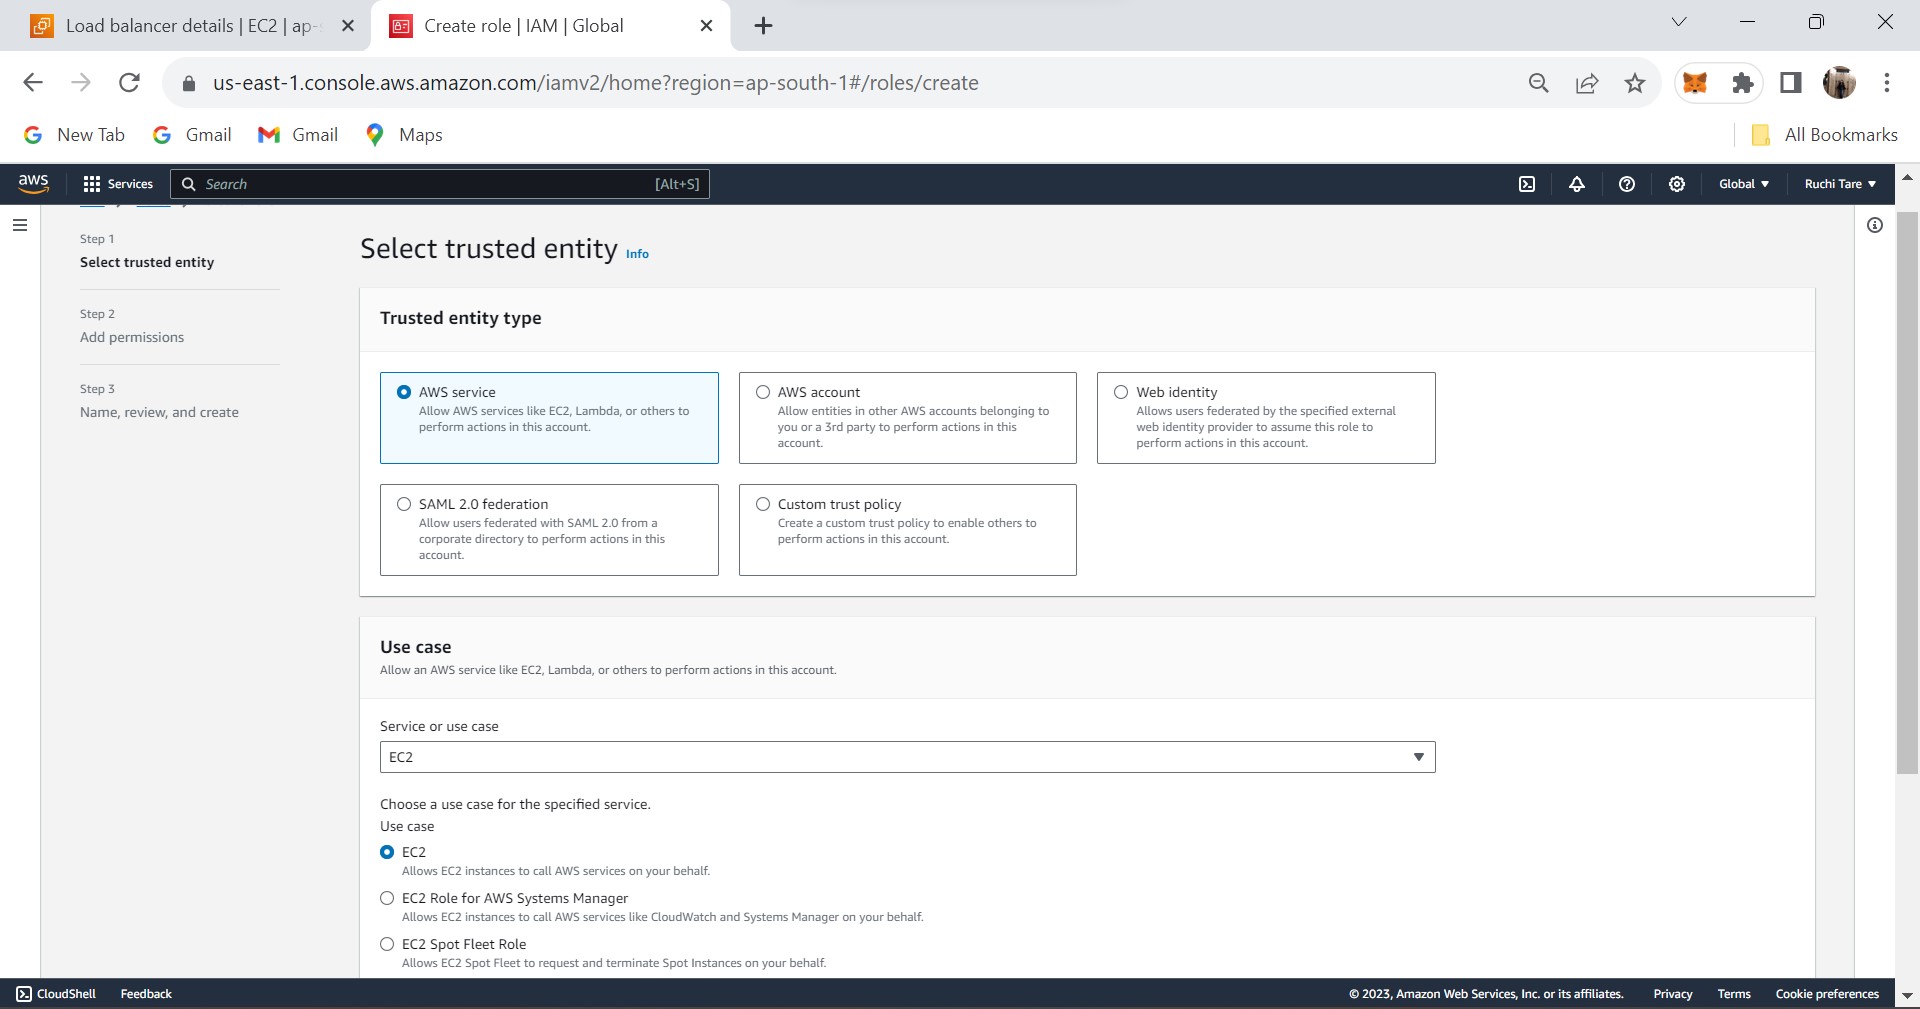 Load balancer details | EC2 | ap-s
Create role | IAM | Global
us-east-1.console.aws.amazon.com/iamv2/home?region=ap-south-1#/roles/create
New Tab
Gmail
Gmail
Maps
All Bookmarks
aws
Services
Search
[Alt+S]
Global
Ruchi Tare
Step 1
Select trusted entity
Step 2
Add permissions
Step 3
Name, review, and create
Select trusted entity Info
Trusted entity type
AWS service
Allow AWS services like EC2, Lambda, or others to
perform actions in this account.
AWS account
Allow entities in other AWS accounts belonging to
you or a 3rd party to perform actions in this
account.
Web identity
Allows users federated by the specified external
web identity provider to assume this role to
perform actions in this account.
SAML 2.0 federation
Allow users federated with SAML 2.0 from a
corporate directory to perform actions in this
account.
Custom trust policy
Create a custom trust policy to enable others to
perform actions in this account.
Use case
Allow an AWS service like EC2, Lambda, or others to perform actions in this account.
Service or use case
EC2
Choose a use case for the specified service.
Use case
EC2
Allows EC2 instances to call AWS services on your behalf.
EC2 Role for AWS Systems Manager
Allows EC2 instances to call AWS services like CloudWatch and Systems Manager on your behalf.
EC2 Spot Fleet Role
Allows EC2 Spot Fleet to request and terminate Spot Instances on your behalf.
CloudShell
Feedback
© 2023, Amazon Web Services, Inc. or its affiliates.
Privacy
Terms
Cookie preferences